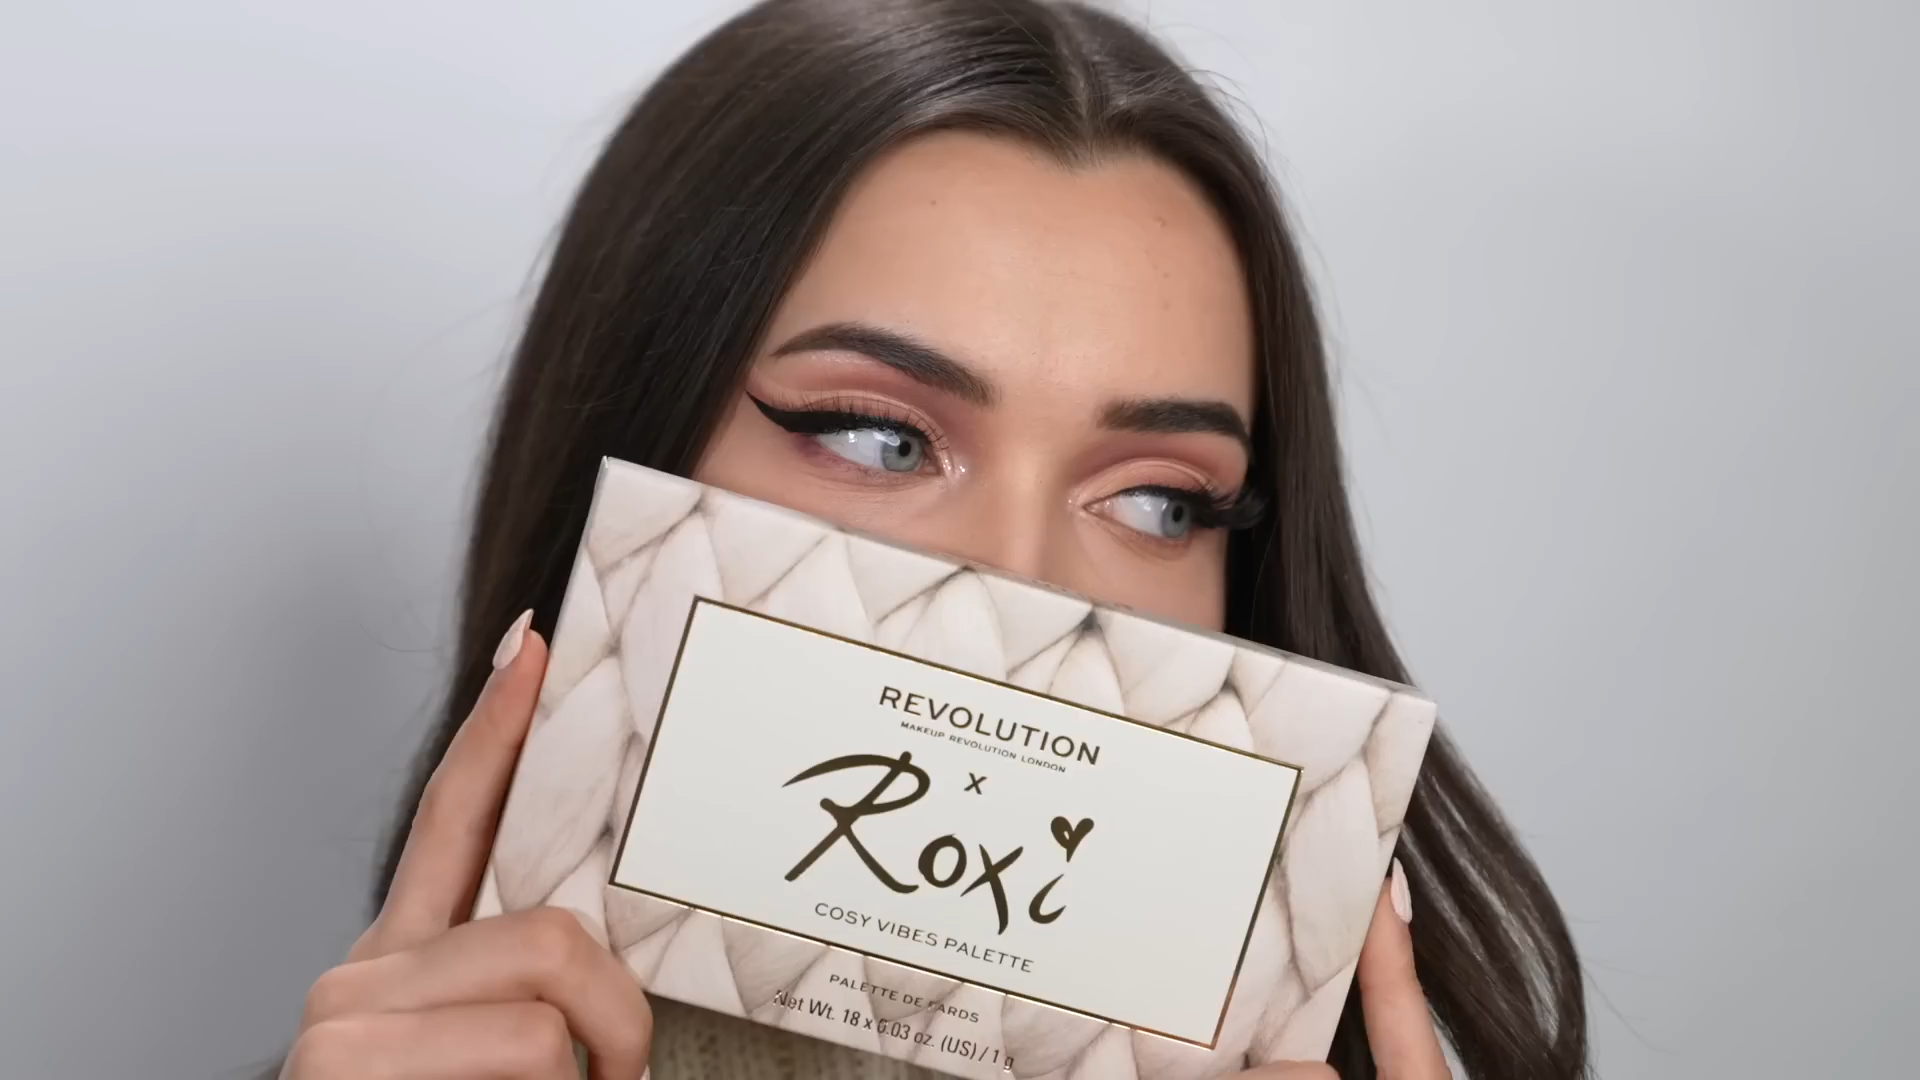 REVOLUTION
MAKEUP REVOLUTION LONDON
X
Roxi
COSY VIBES PALETTE
PALETTE DE FARDS
Net Wt. 18 x 0.03 oz. (US) / 1 g